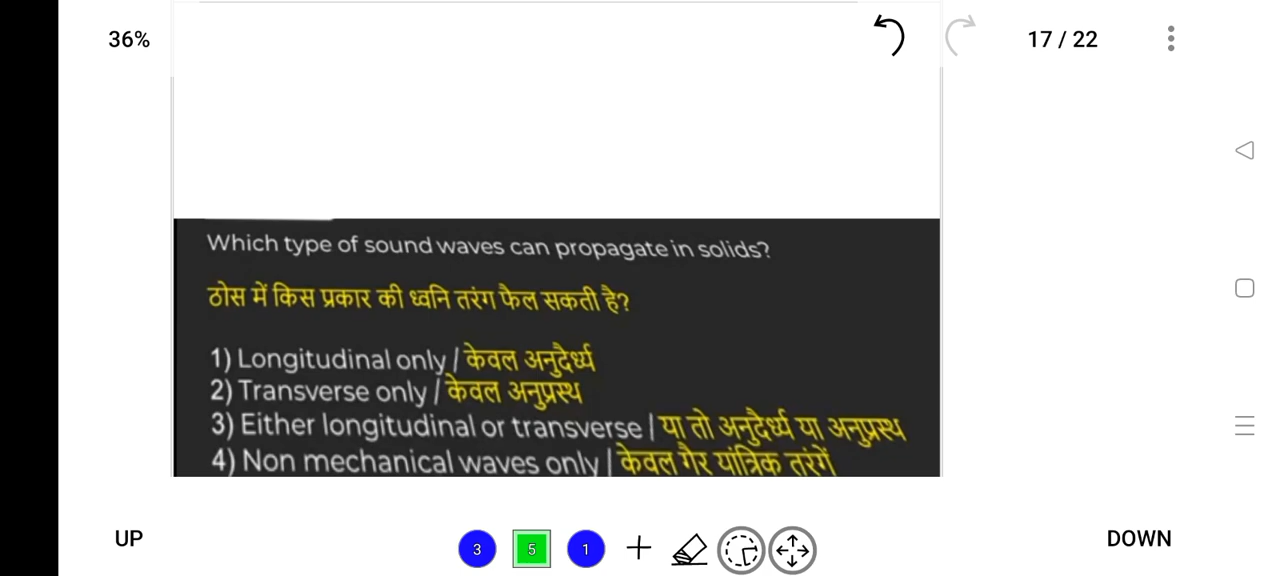 36%
17 / 22
Which type of sound waves can propagate in solids?
ठोस में किस प्रकार की ध्वनि तरंग फैल सकती है?
1) Longitudinal only / केवल अनुदैर्ध्य
2) Transverse only / केवल अनुप्रस्थ
3) Either longitudinal or transverse | या तो अनुदैर्ध्य या अनुप्रस्थ
4) Non mechanical waves only | केवल गैर यांत्रिक तरंगें
UP
3 5 1
DOWN